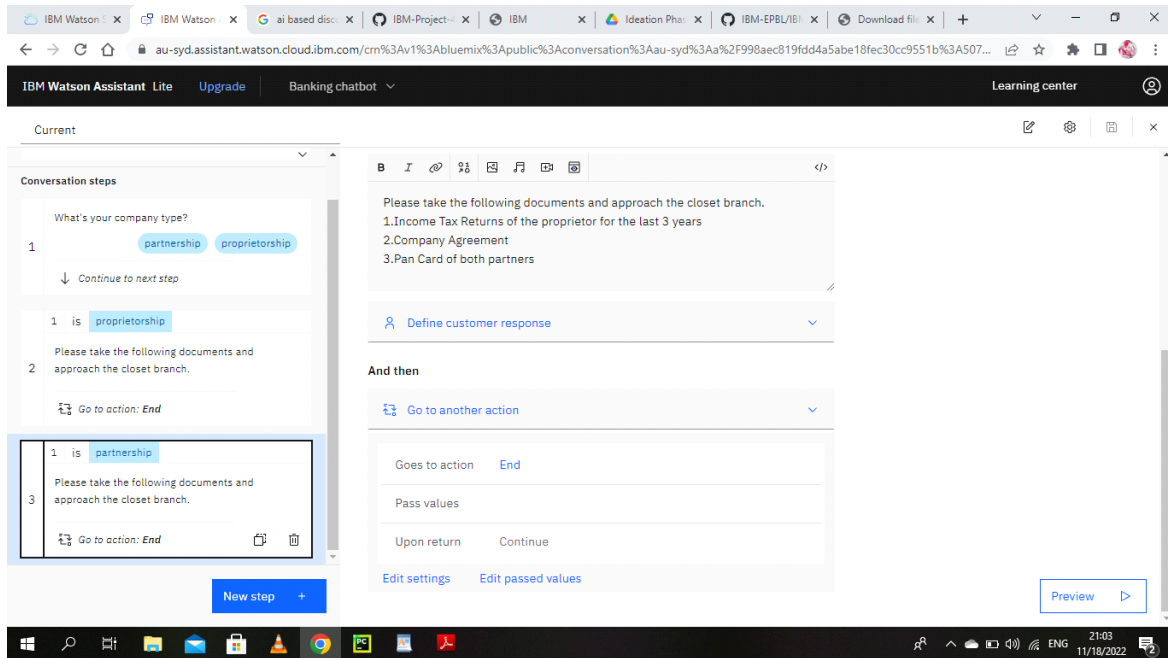 IBM Watson S
IBM Watson A
ai based disco
IBM-Project-4
IBM
Ideation Phas
IBM-EPBL/IBM
Download file
au-syd.assistant.watson.cloud.ibm.com/crn%3Av1%3Abluemix%3Apublic%3Aconversation%3Aau-syd%3Aa%2F998aec819fdd4a5abe18fec30cc9551b%3A507...
IBM Watson Assistant Lite Upgrade Banking chatbot Learning center
Current
Conversation steps
What's your company type?
1
partnership proprietorship
Continue to next step
1 is proprietorship
2
Please take the following documents and
approach the closet branch.
Go to action: End
1 is partnership
3
Please take the following documents and
approach the closet branch.
Go to action: End
New step +
B I
</>
Please take the following documents and approach the closet branch.
1.Income Tax Returns of the proprietor for the last 3 years
2.Company Agreement
3.Pan Card of both partners
Define customer response
And then
Go to another action
Goes to action End
Pass values
Upon return Continue
Edit settings Edit passed values
Preview
PC
ENG
21:03
11/18/2022
2